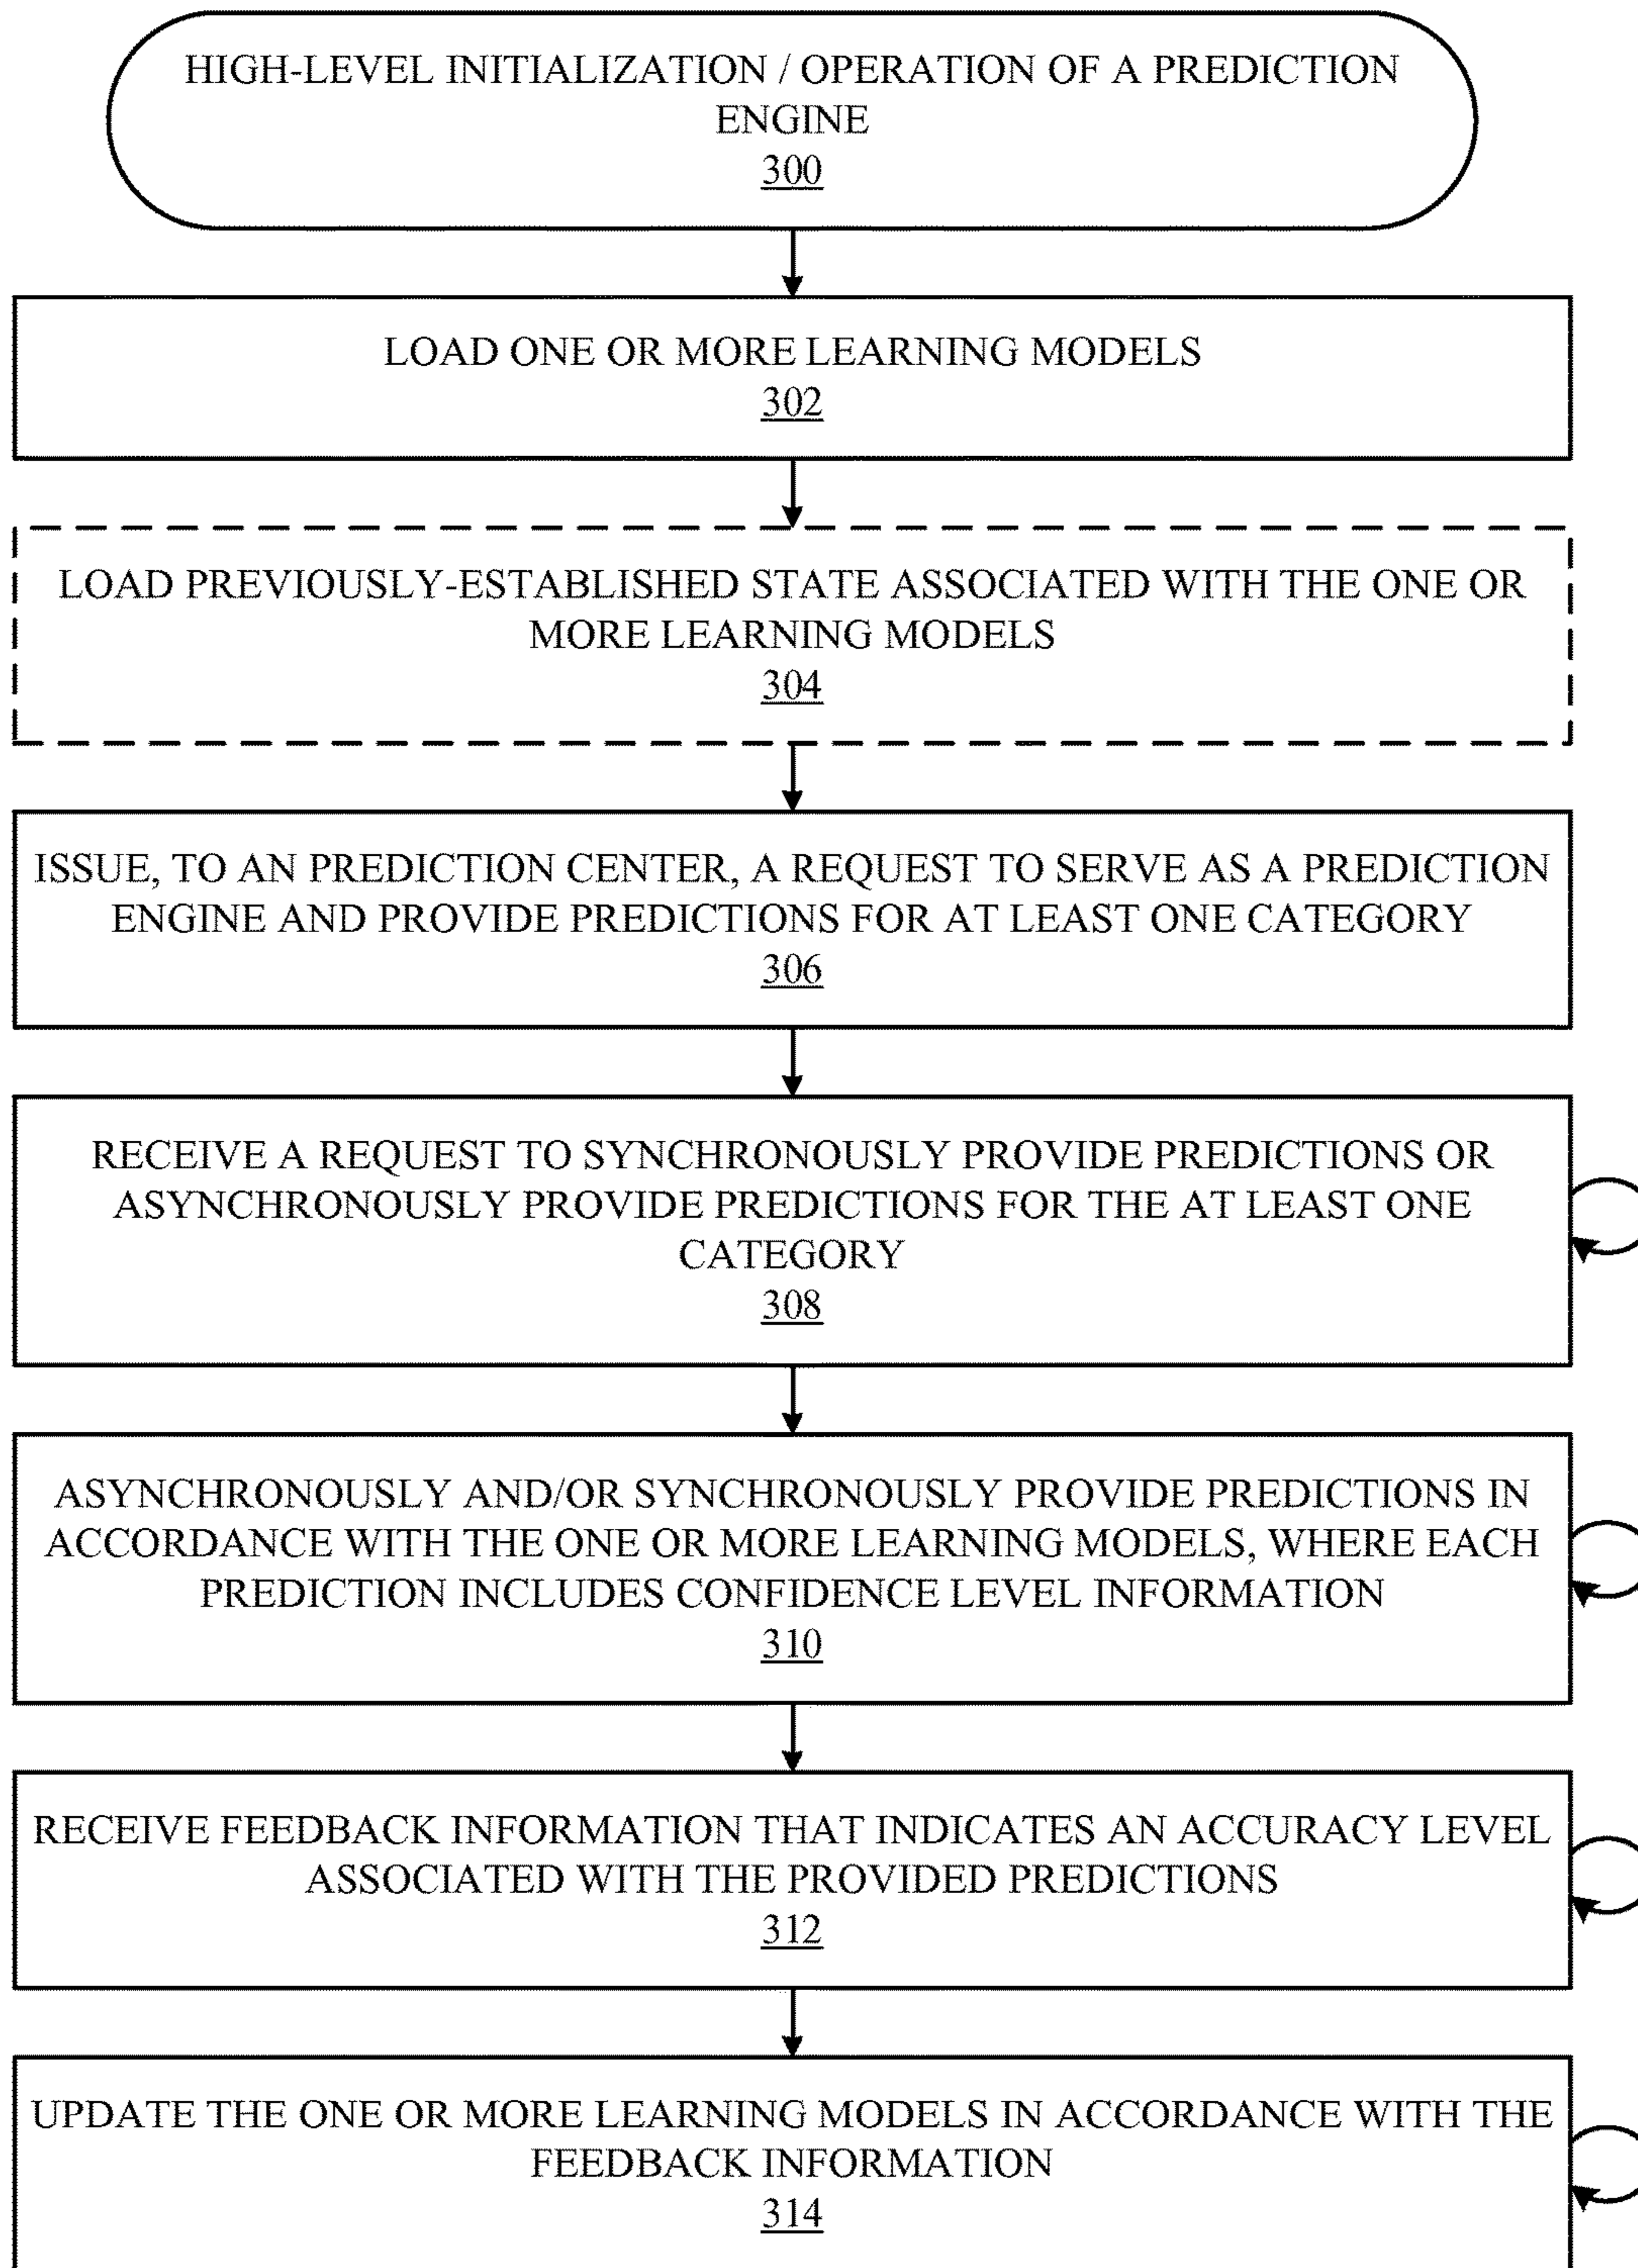 HIGH-LEVEL INITIALIZATION / OPERATION OF A PREDICTION
ENGINE
300
LOAD ONE OR MORE LEARNING MODELS
302
LOAD PREVIOUSLY-ESTABLISHED STATE ASSOCIATED WITH THE ONE OR
MORE LEARNING MODELS
304
ISSUE, TO AN PREDICTION CENTER, A REQUEST TO SERVE AS A PREDICTION
ENGINE AND PROVIDE PREDICTIONS FOR AT LEAST ONE CATEGORY
306
RECEIVE A REQUEST TO SYNCHRONOUSLY PROVIDE PREDICTIONS OR
ASYNCHRONOUSLY PROVIDE PREDICTIONS FOR THE AT LEAST ONE
CATEGORY
308
ASYNCHRONOUSLY AND/OR SYNCHRONOUSLY PROVIDE PREDICTIONS IN
ACCORDANCE WITH THE ONE OR MORE LEARNING MODELS, WHERE EACH
PREDICTION INCLUDES CONFIDENCE LEVEL INFORMATION
310
RECEIVE FEEDBACK INFORMATION THAT INDICATES AN ACCURACY LEVEL
ASSOCIATED WITH THE PROVIDED PREDICTIONS
312
UPDATE THE ONE OR MORE LEARNING MODELS IN ACCORDANCE WITH THE
FEEDBACK INFORMATION
314